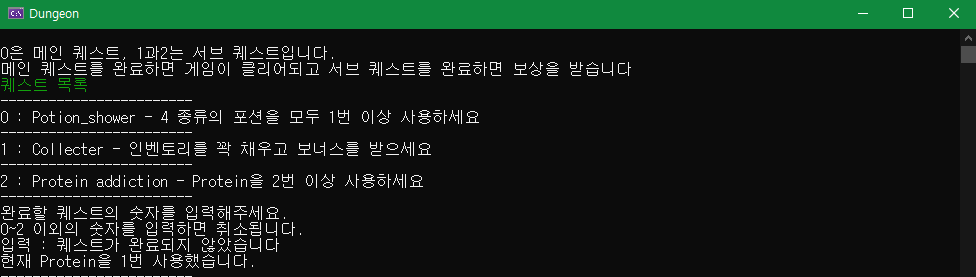 Dungeon
0은 메인 퀘스트, 1과2는 서브 퀘스트입니다.
메인 퀘스트를 완료하면 게임이 클리어되고 서브 퀘스트를 완료하면 보상을 받습니다
퀘스트 목록
------------------------
0 : Potion_shower - 4 종류의 포션을 모두 1번 이상 사용하세요
------------------------
1 : Collecter - 인벤토리를 꽉 채우고 보너스를 받으세요
------------------------
2 : Protein addiction - Protein을 2번 이상 사용하세요
------------------------
완료할 퀘스트의 숫자를 입력해주세요.
0~2 이외의 숫자를 입력하면 취소됩니다.
입력 : 퀘스트가 완료되지 않았습니다
현재 Protein을 1번 사용했습니다.
------------------------